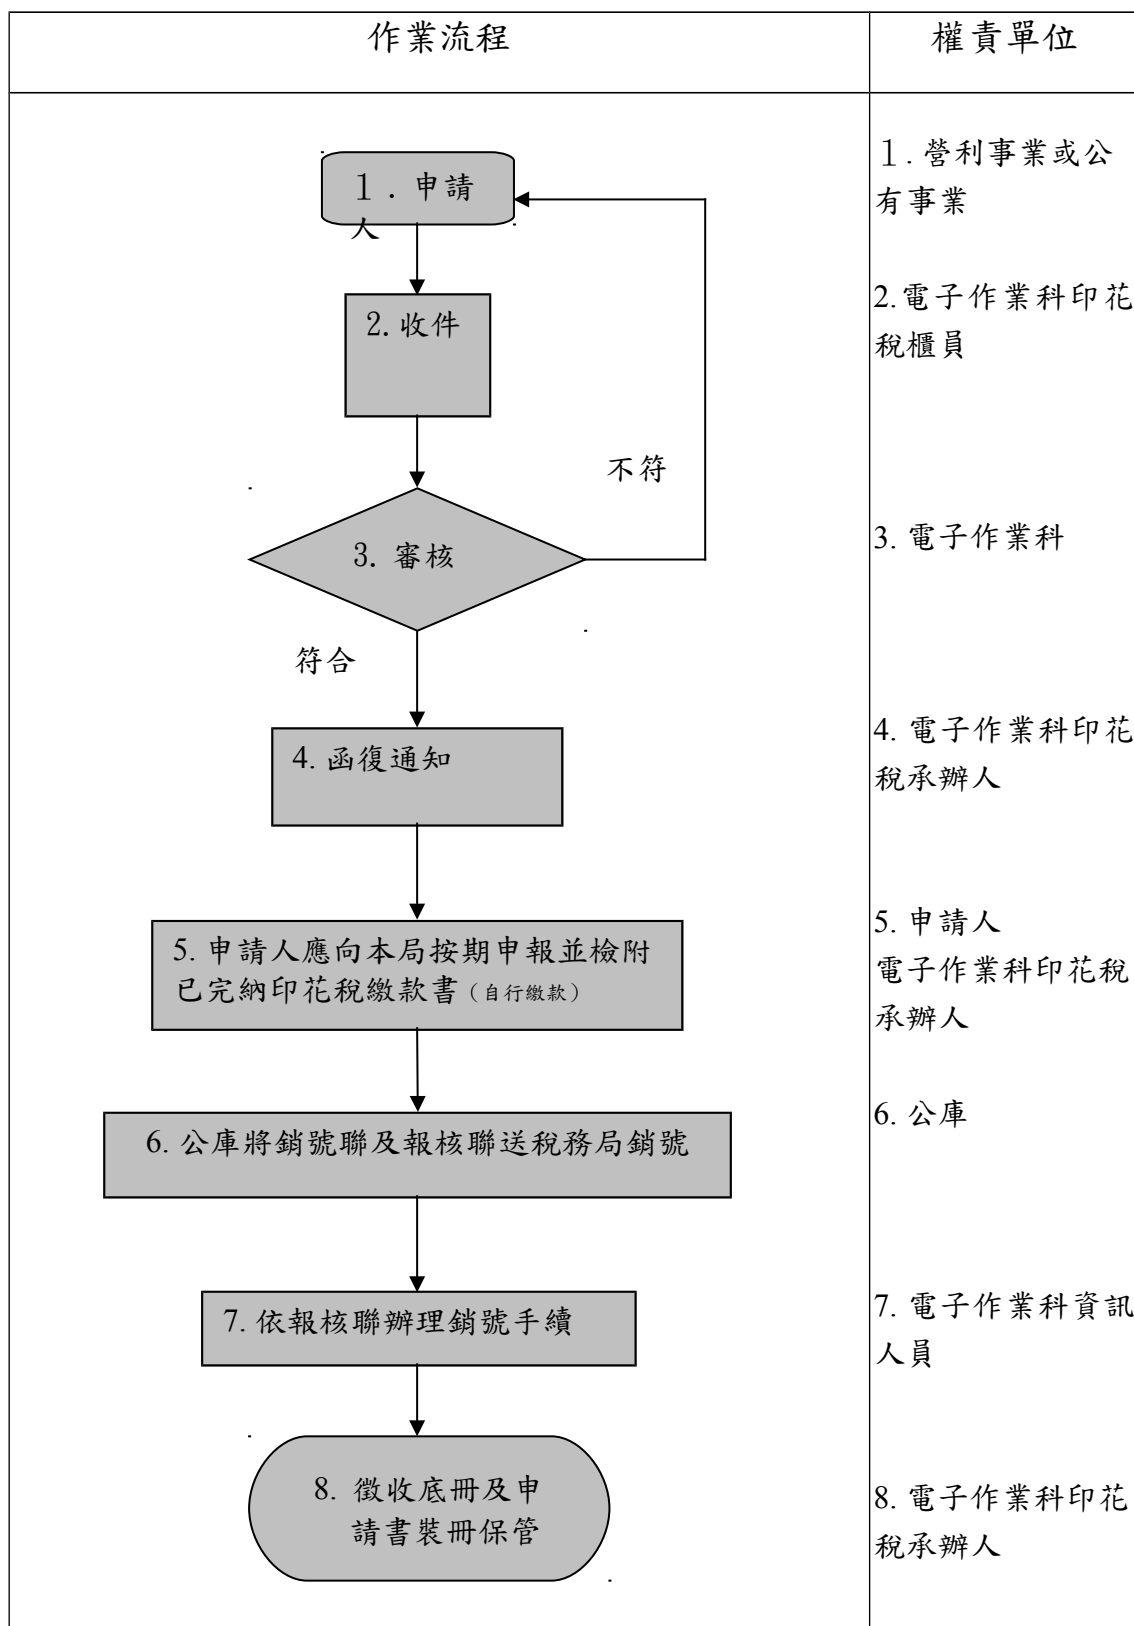 作業流程
權責單位
１.申請
人
2.收件
不符
3. 審核
符合
4.函復通知
5.申請人應向本局按期申報並檢附
已完納印花稅繳款書（自行繳款）
6.公庫將銷號聯及報核聯送稅務局銷號
7.依報核聯辦理銷號手續
8. 徵收底冊及申
請書裝冊保管
１.營利事業或公
有事業
2.電子作業科印花
稅櫃員
3.電子作業科
4.電子作業科印花
稅承辦人
5.申請人
電子作業科印花稅
承辦人
6.公庫
7.電子作業科資訊
人員
8.電子作業科印花
稅承辦人